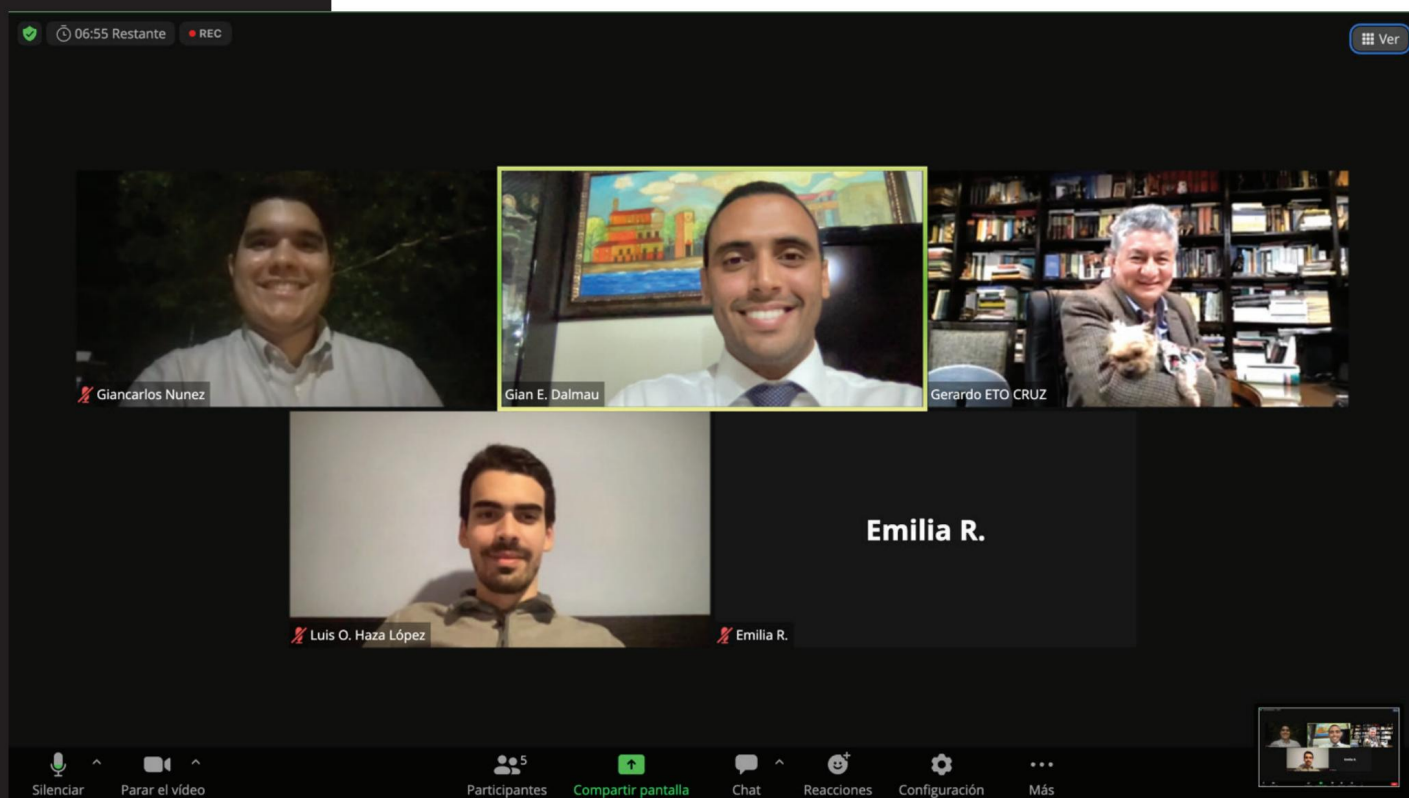 06:55 Restante
REC
Ver
Giancarlos Nunez
Gian E. Dalmau
Gerardo ETO CRUZ
Luis O. Haza López
Emilia R.
Emilia R.
Silenciar
Parar el vídeo
5
Participantes
Compartir pantalla
Chat
Reacciones
Configuración
Más